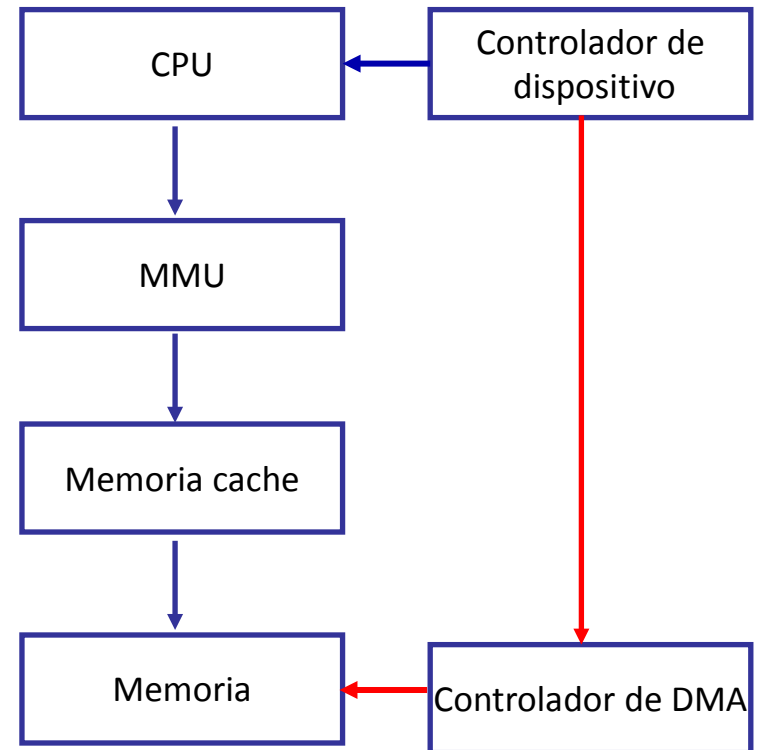 CPU
Controlador de
dispositivo
MMU
Memoria cache
Memoria
Controlador de DMA